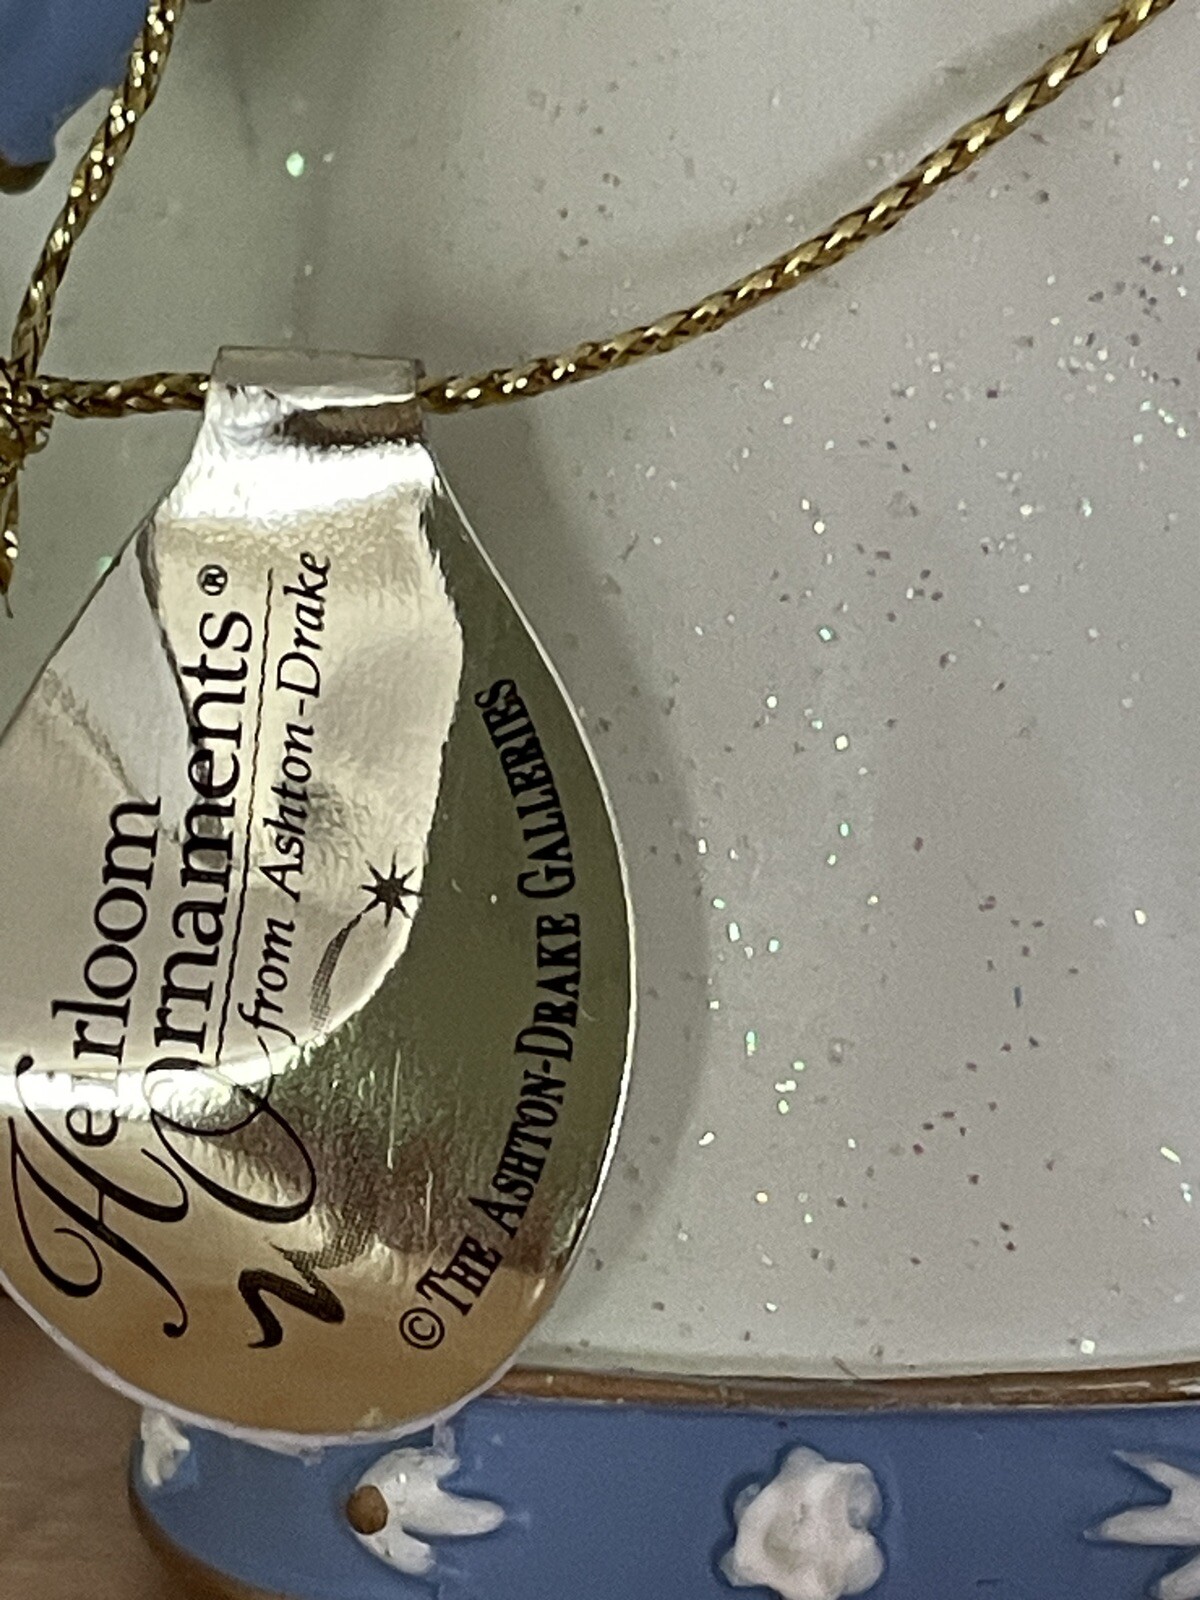 Heirloom
Ornaments®
from Ashton-Drake
© THE ASHTON-DRAKE GALLERIES